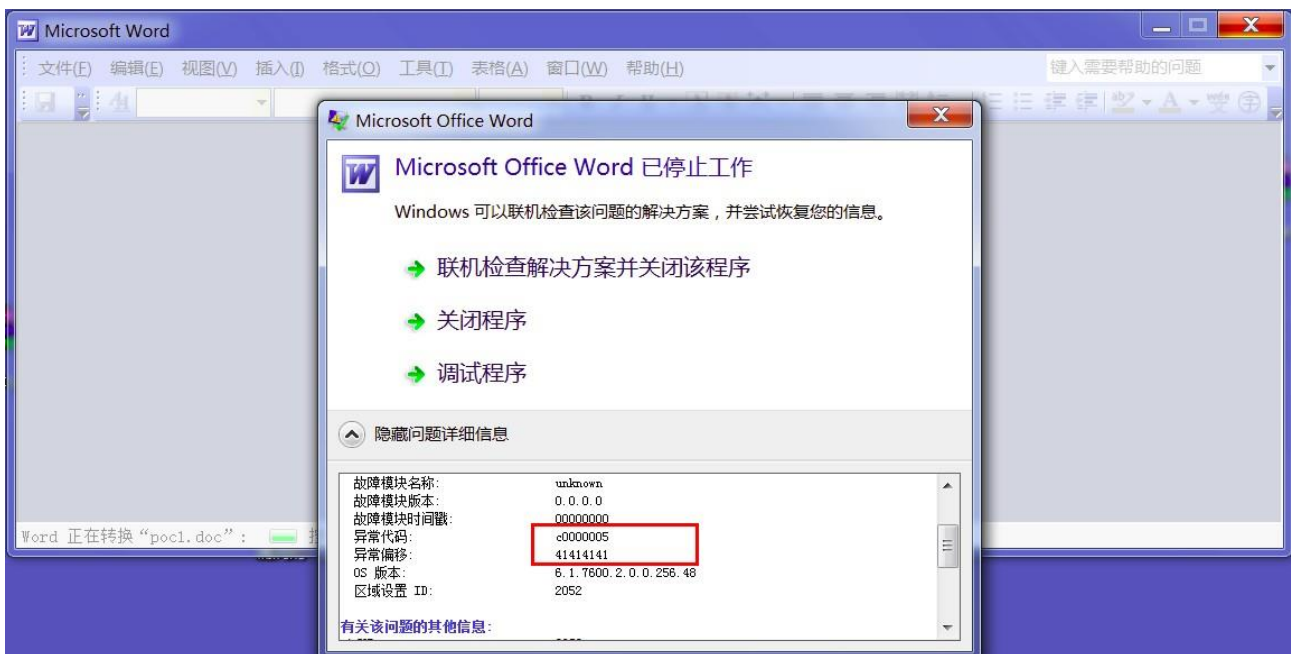 Microsoft Word
文件(F) 编辑(E) 视图(V) 插入(I) 格式(O) 工具(T) 表格(A) 窗口(W) 帮助(H) 键入需要帮助的问题
Microsoft Office Word
Microsoft Office Word 已停止工作
Windows 可以联机检查该问题的解决方案，并尝试恢复您的信息。
联机检查解决方案并关闭该程序
关闭程序
调试程序
隐藏问题详细信息
故障模块名称: unknown
故障模块版本: 0.0.0.0
故障模块时间戳: 00000000
异常代码: c0000005
异常偏移: 41414141
OS 版本: 6.1.7600.2.0.0.256.48
区域设置 ID: 2052
有关该问题的其他信息:
Word 正在转换“poc1.doc”: